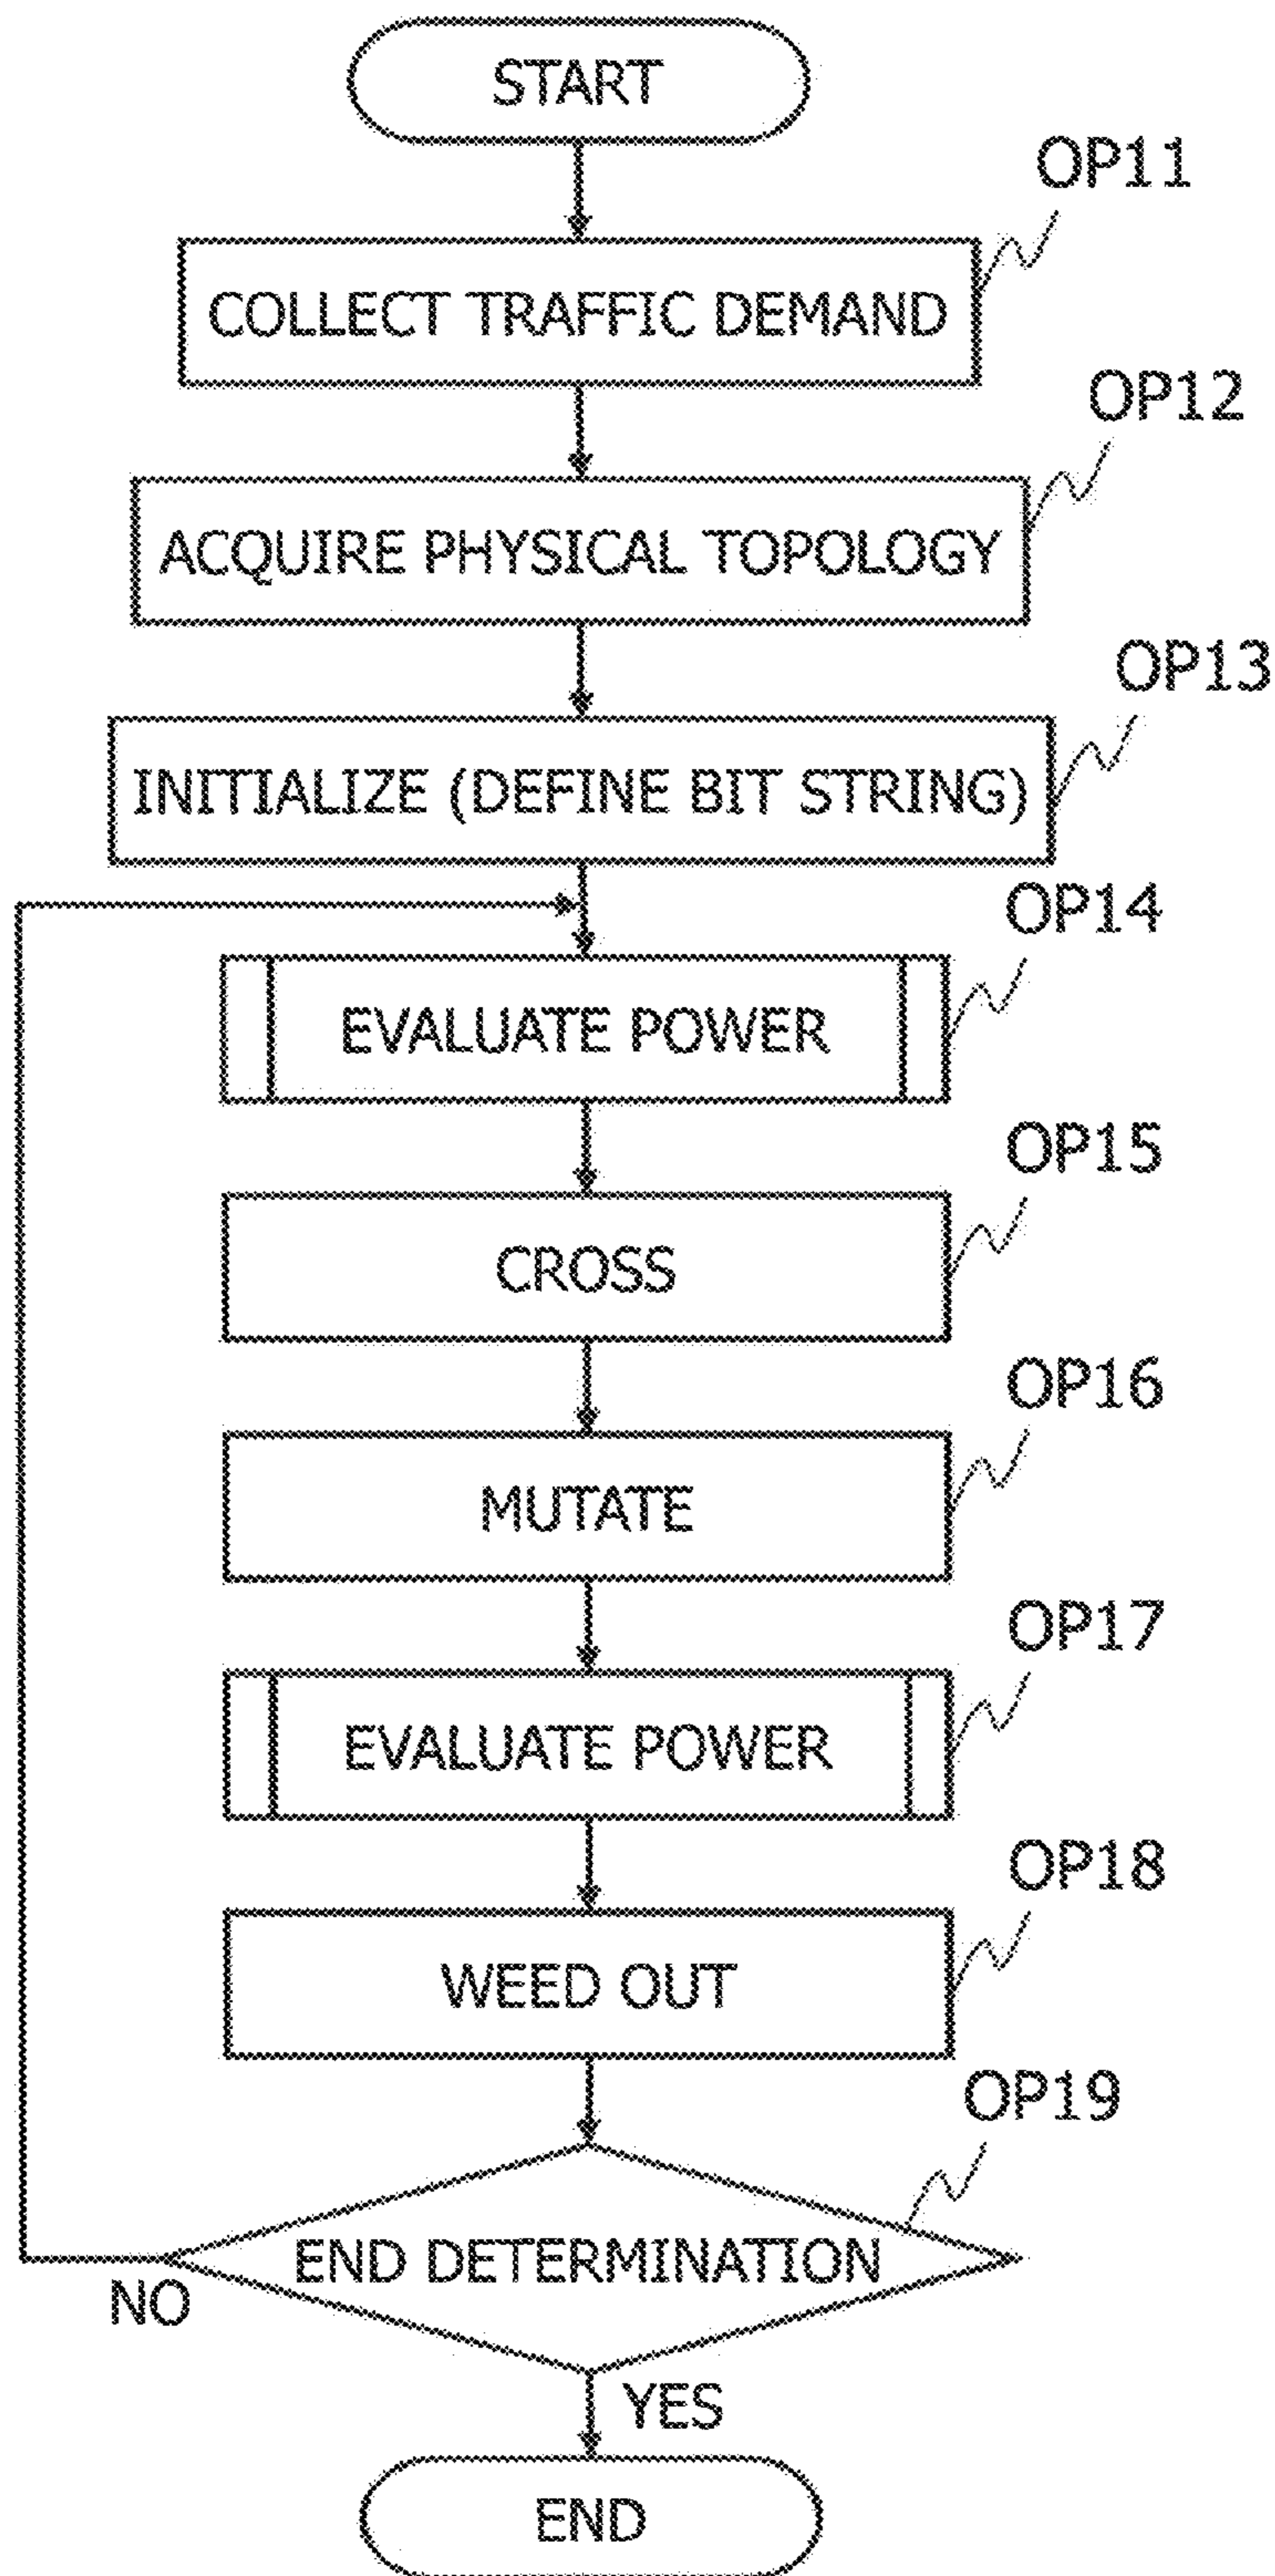 START
OP11
COLLECT TRAFFIC DEMAND
OP12
ACQUIRE PHYSICAL TOPOLOGY
OP13
INITIALIZE (DEFINE BIT STRING)
OP14
EVALUATE POWER
OP15
CROSS
OP16
MUTATE
OP17
EVALUATE POWER
OP18
WEED OUT
OP19
END DETERMINATION
NO
YES
END